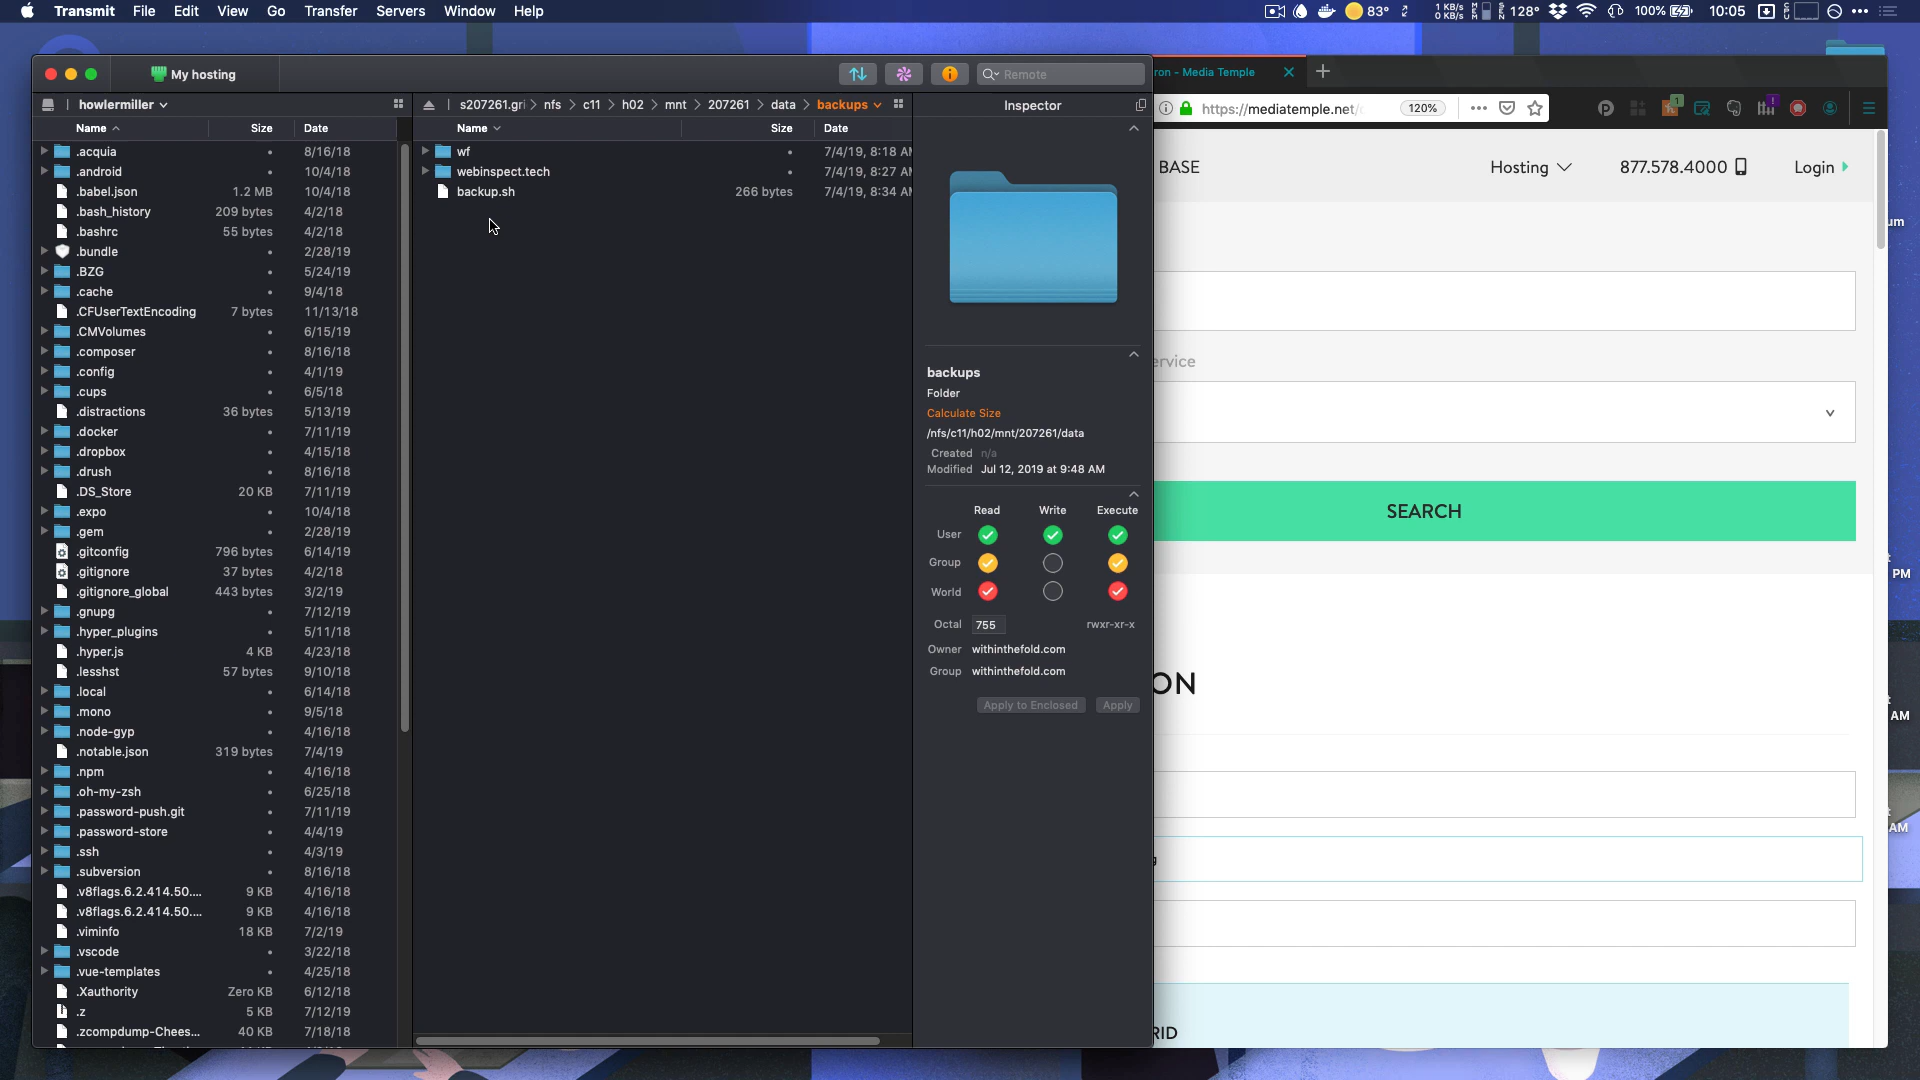 Transmit File Edit View Go Transfer Servers Window Help
83° 1 KB/s 0 KB/s 128° 100% 10:05
My hosting
Remote
ron - Media Temple
howlermiller
s207261.gri nfs c11 h02 mnt 207261 data backups
Inspector
https://mediatemple.net/
120%
Name Size Date
Name Size Date
.acquia • 8/16/18
.android • 10/4/18
.babel.json 1.2 MB 10/4/18
.bash_history 209 bytes 4/2/18
.bashrc 55 bytes 4/2/18
.bundle • 2/28/19
.BZG • 5/24/19
.cache • 9/4/18
.CFUserTextEncoding 7 bytes 11/13/18
.CMVolumes • 6/15/19
.composer • 8/16/18
.config • 4/1/19
.cups • 6/5/18
.distractions 36 bytes 5/13/19
.docker • 7/11/19
.dropbox • 4/15/18
.drush • 8/16/18
.DS_Store 20 KB 7/11/19
.expo • 10/4/18
.gem • 2/28/19
.gitconfig 796 bytes 6/14/19
.gitignore 37 bytes 4/2/18
.gitignore_global 443 bytes 3/2/19
.gnupg • 7/12/19
.hyper_plugins • 5/11/18
.hyper.js 4 KB 4/23/18
.lesshst 57 bytes 9/10/18
.local • 6/14/18
.mono • 9/5/18
.node-gyp • 4/16/18
.notable.json 319 bytes 7/4/19
.npm • 4/16/18
.oh-my-zsh • 6/25/18
.password-push.git • 7/11/19
.password-store • 4/4/19
.ssh • 4/3/19
.subversion • 8/16/18
.v8flags.6.2.414.50.... 9 KB 4/16/18
.v8flags.6.2.414.50.... 9 KB 4/16/18
.viminfo 18 KB 7/2/19
.vscode • 3/22/18
.vue-templates • 4/25/18
.Xauthority Zero KB 6/12/18
.z 5 KB 7/12/19
.zcompdump-Chees... 40 KB 7/18/18
wf • 7/4/19, 8:18 AM
webinspect.tech • 7/4/19, 8:27 AM
backup.sh 266 bytes 7/4/19, 8:34 AM
backups
Folder
Calculate Size
/nfs/c11/h02/mnt/207261/data
Created n/a
Modified Jul 12, 2019 at 9:48 AM
Read Write Execute
User
Group
World
Octal 755 rwxr-xr-x
Owner withinthefold.com
Group withinthefold.com
Apply to Enclosed Apply
BASE Hosting 877.578.4000 Login
ervice
SEARCH
ON
RID
um
PM
AM
AM